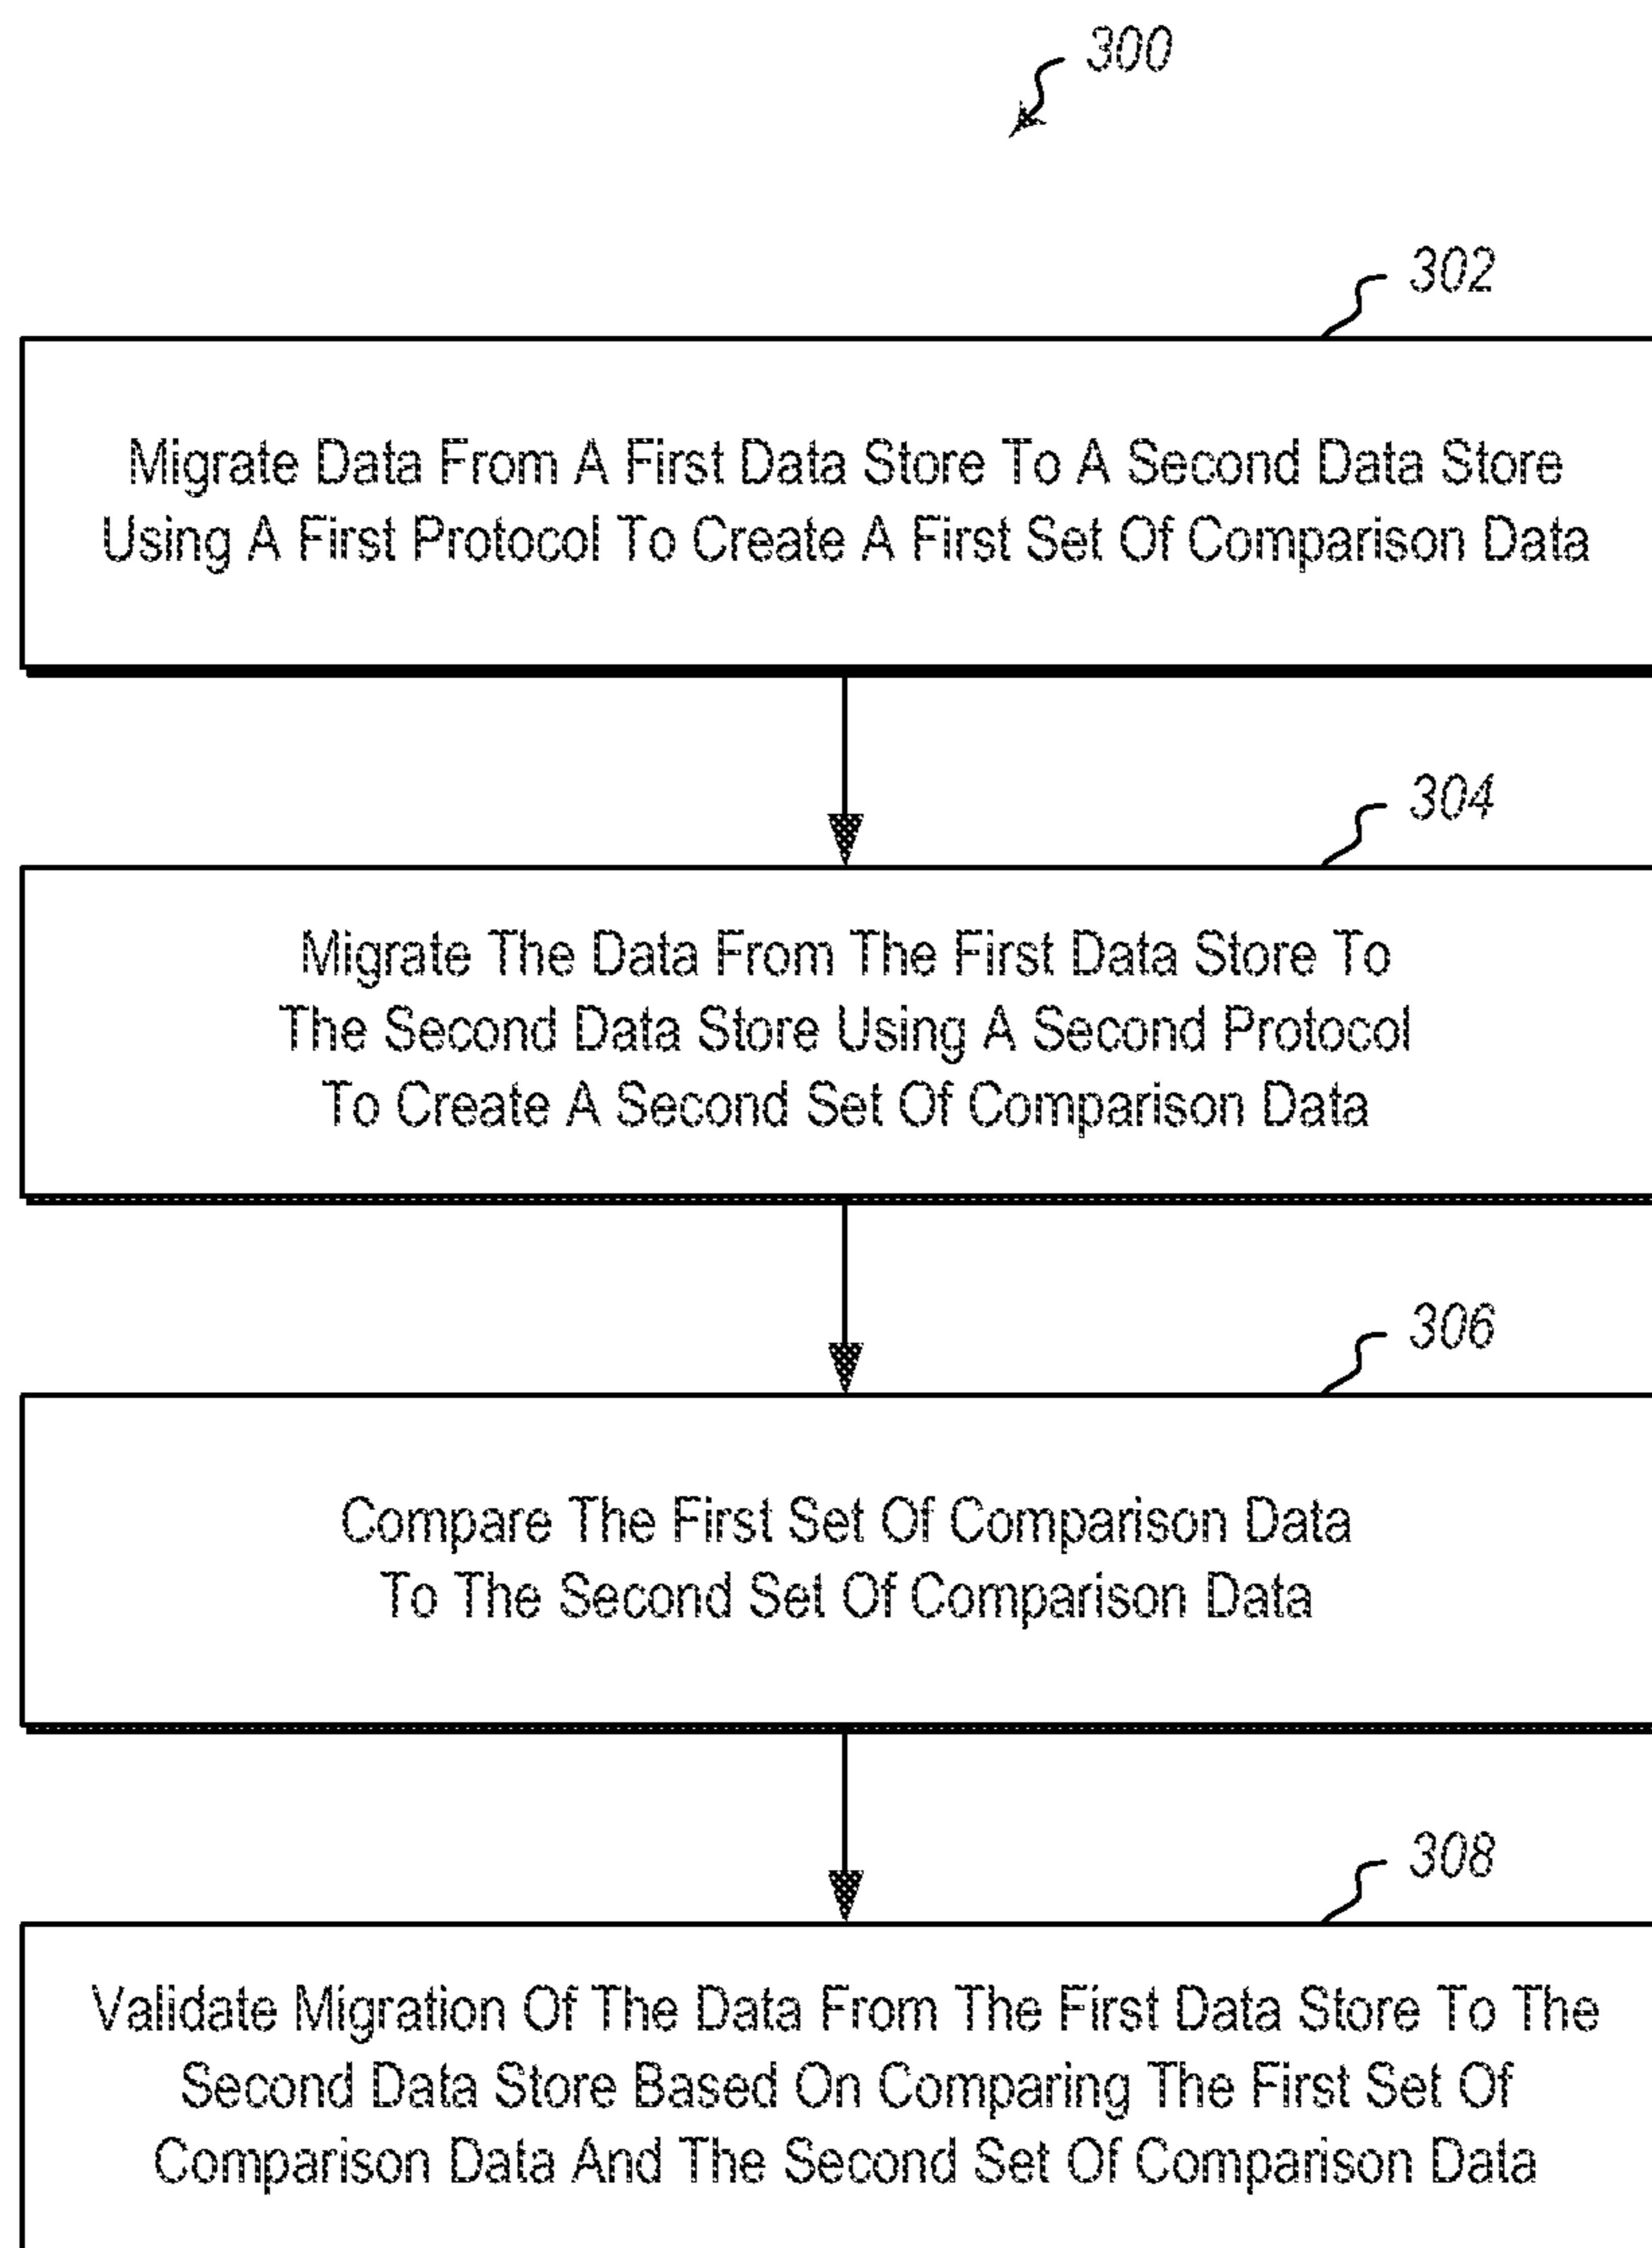 300
302
Migrate Data From A First Data Store To A Second Data Store
Using A First Protocol To Create A First Set Of Comparison Data
304
Migrate The Data From The First Data Store To
The Second Data Store Using A Second Protocol
To Create A Second Set Of Comparison Data
306
Compare The First Set Of Comparison Data
To The Second Set Of Comparison Data
308
Validate Migration Of The Data From The First Data Store To The
Second Data Store Based On Comparing The First Set Of
Comparison Data And The Second Set Of Comparison Data